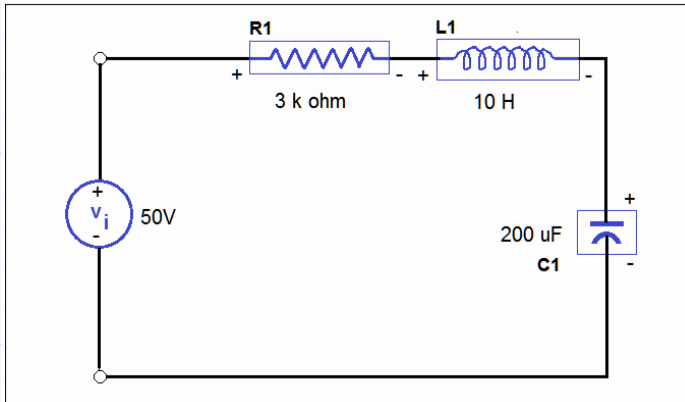 R1
L1
+ - + -
3 k ohm
10 H
+
v i
-
50V
+
200 uF
C1
-